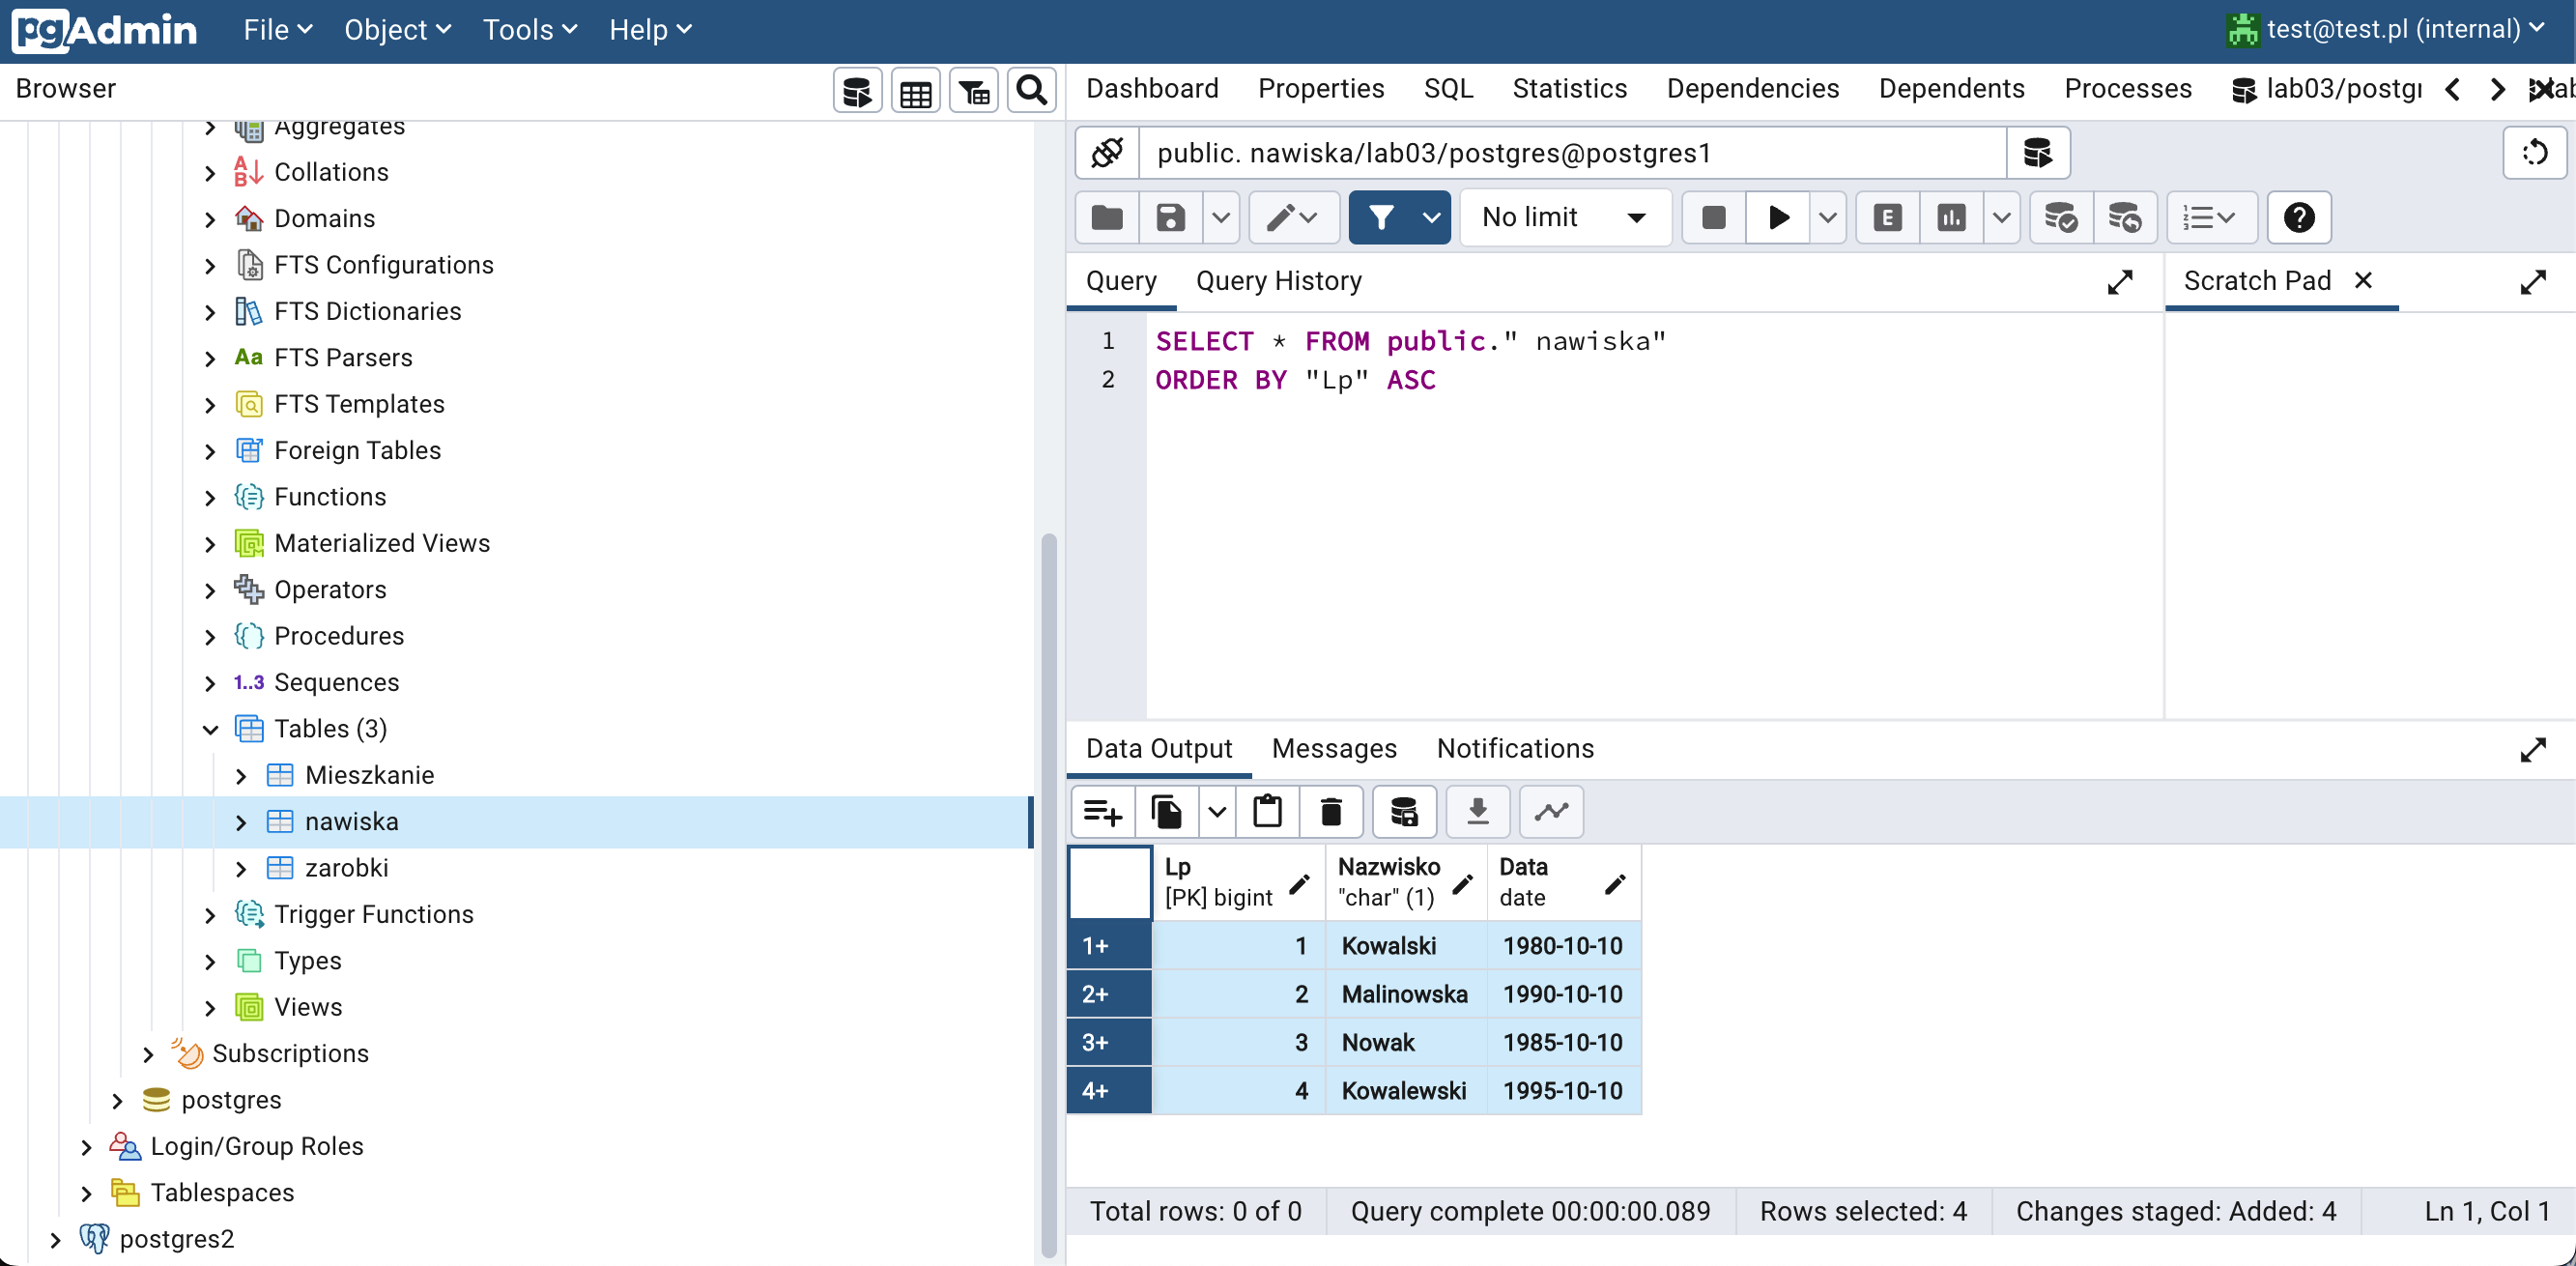 pgAdmin File Object Tools Help test@test.pl (internal)
Browser
Dashboard Properties SQL Statistics Dependencies Dependents Processes lab03/postgr
Aggregates
Collations
Domains
FTS Configurations
FTS Dictionaries
Aa FTS Parsers
FTS Templates
Foreign Tables
Functions
Materialized Views
Operators
Procedures
1..3 Sequences
Tables (3)
Mieszkanie
nawiska
zarobki
Trigger Functions
Types
Views
Subscriptions
postgres
Login/Group Roles
Tablespaces
postgres2
public. nawiska/lab03/postgres@postgres1
No limit
E
Query Query History
Scratch Pad
1 SELECT * FROM public." nawiska"
2 ORDER BY "Lp" ASC
Data Output Messages Notifications
Lp Nazwisko Data
[PK] bigint "char" (1) date
1+ 1 Kowalski 1980-10-10
2+ 2 Malinowska 1990-10-10
3+ 3 Nowak 1985-10-10
4+ 4 Kowalewski 1995-10-10
Total rows: 0 of 0 Query complete 00:00:00.089 Rows selected: 4 Changes staged: Added: 4 Ln 1, Col 1